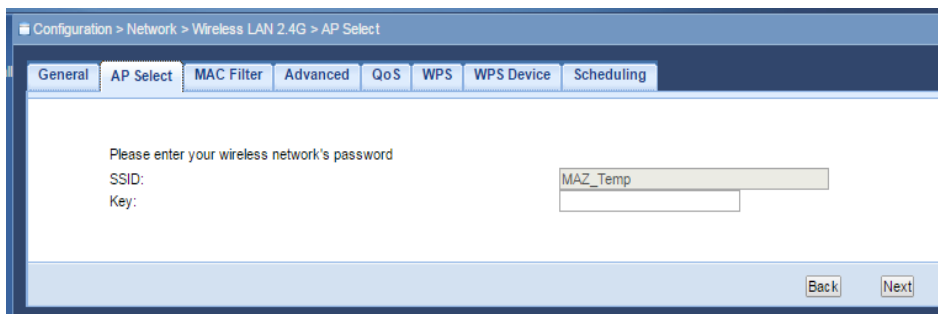 Configuration > Network > Wireless LAN 2.4G > AP Select
General AP Select MAC Filter Advanced QoS WPS WPS Device Scheduling
Please enter your wireless network's password
SSID: MAZ_Temp
Key:
Back Next